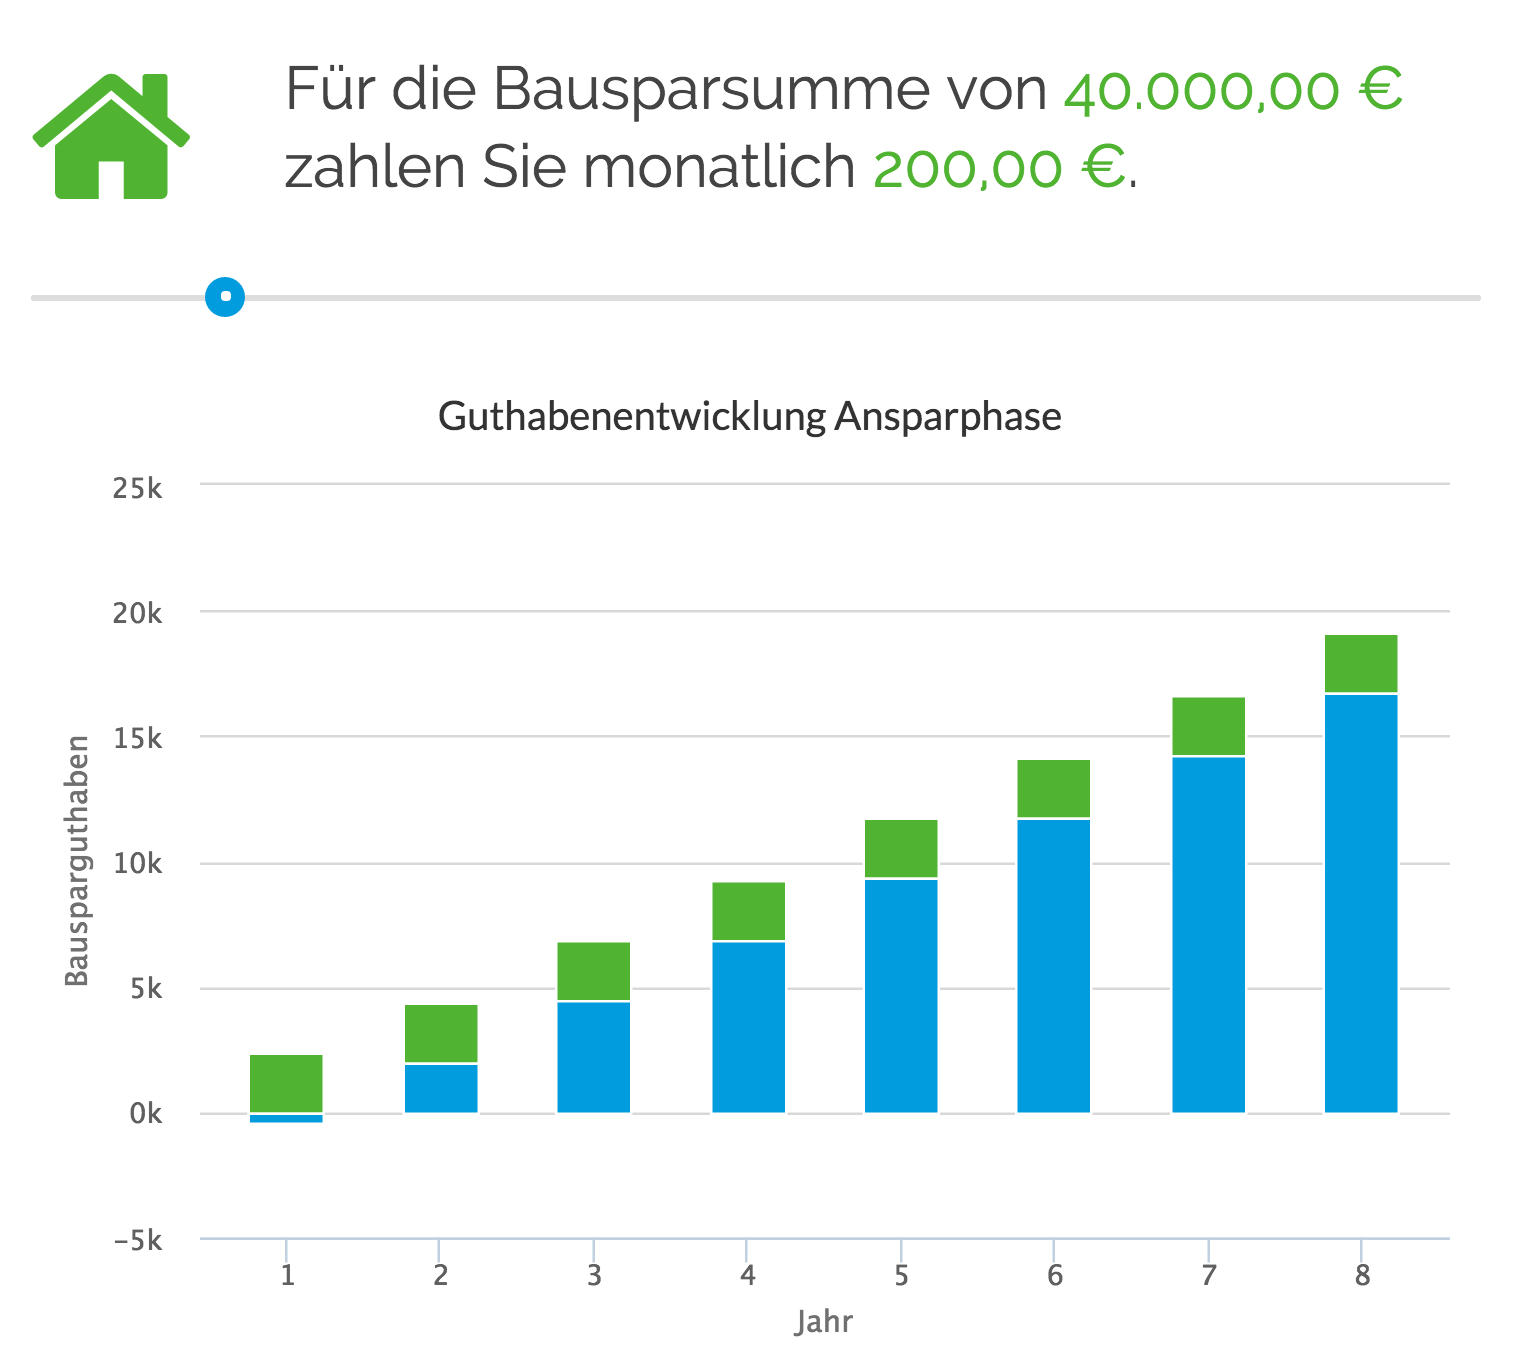 Für die Bausparsumme von 40.000,00 €
zahlen Sie monatlich 200,00 €.
Guthabenentwicklung Ansparphase
25k
20k
15k
10k
5k
0k
−5k
Bausparguthaben
1 2 3 4 5 6 7 8
Jahr